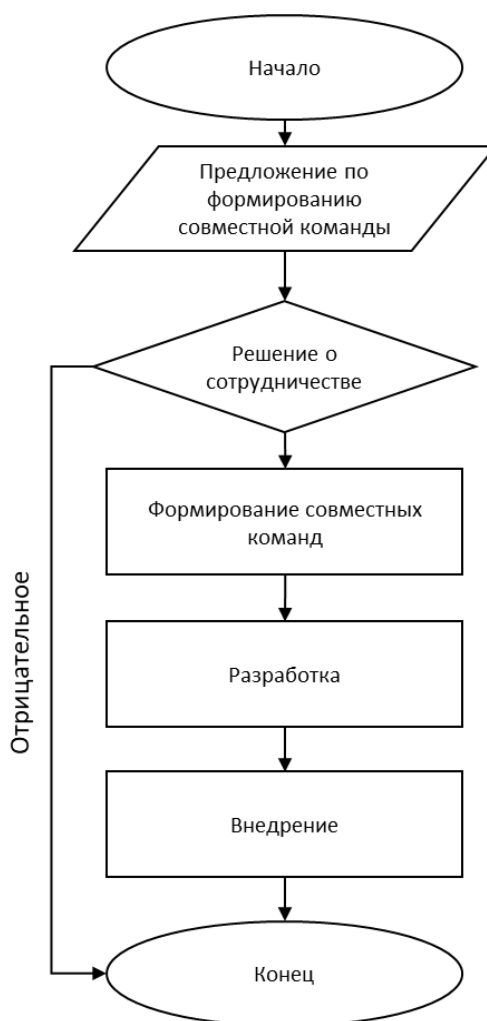 Начало
Предложение по
формированию
совместной команды
Решение о
сотрудничестве
Формирование совместных
команд
Разработка
Отрицательное
Внедрение
Конец